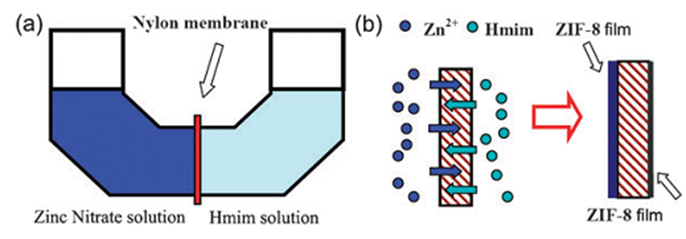 (a)
Nylon membrane
Zinc Nitrate solution
Hmim solution
(b)
Zn²⁺
Hmim
ZIF-8 film
ZIF-8 film